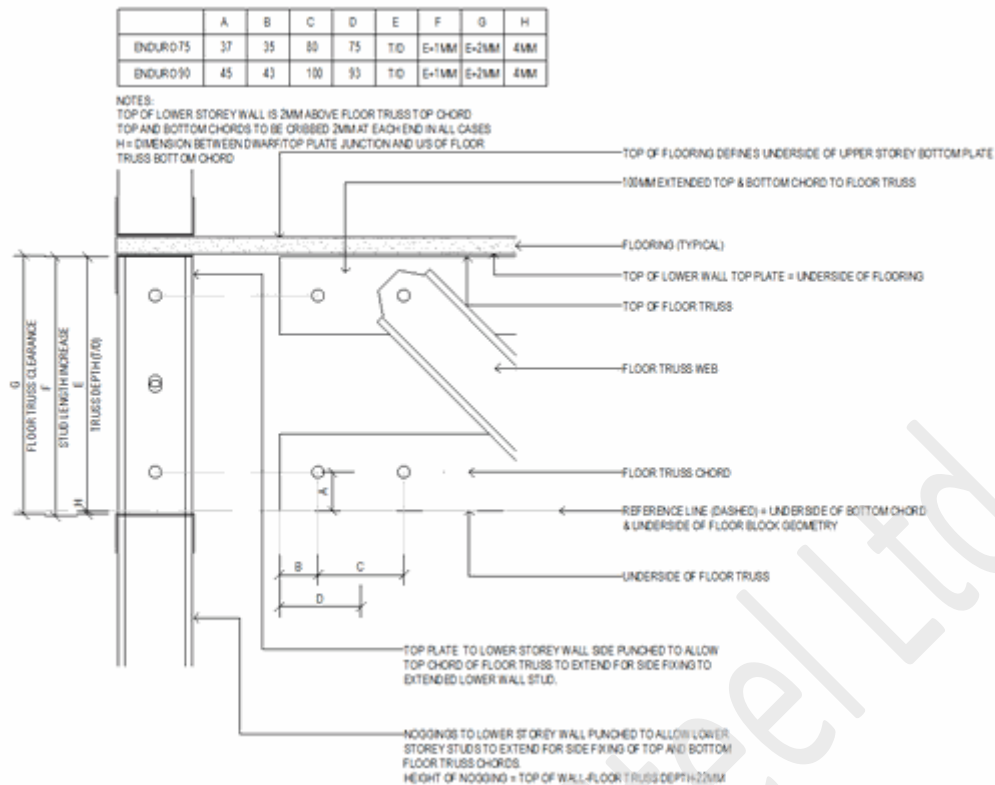 A B C D E F G H
ENDURO75 37 35 80 75 T/D E+1MM E+2MM 4MM
ENDURO90 45 43 100 93 T/D E+1MM E+2MM 4MM
NOTES:
TOP OF LOWER STOREY WALL IS 2MM ABOVE FLOOR TRUSS TOP CHORD
TOP AND BOTTOM CHORDS TO BE CRIBBED 2MM AT EACH END IN ALL CASES
H = DIMENSION BETWEEN DWARF/TOP PLATE JUNCTION AND U/S OF FLOOR
TRUSS BOTTOM CHORD
TOP OF FLOORING DEFINES UNDERSIDE OF UPPER STOREY BOTTOM PLATE
100MM EXTENDED TOP & BOTTOM CHORD TO FLOOR TRUSS
FLOORING (TYPICAL)
TOP OF LOWER WALL TOP PLATE = UNDERSIDE OF FLOORING
TOP OF FLOOR TRUSS
FLOOR TRUSS WEB
G
FLOOR TRUSS CLEARANCE
F
STUD LENGTH INCREASE
E
TRUSS DEPTH (T/D)
H
A
FLOOR TRUSS CHORD
REFERENCE LINE (DASHED) = UNDERSIDE OF BOTTOM CHORD
& UNDERSIDE OF FLOOR BLOCK GEOMETRY
B
C
D
UNDERSIDE OF FLOOR TRUSS
TOP PLATE TO LOWER STOREY WALL SIDE PUNCHED TO ALLOW
TOP CHORD OF FLOOR TRUSS TO EXTEND FOR SIDE FIXING TO
EXTENDED LOWER WALL STUD.
NOGGINGS TO LOWER STOREY WALL PUNCHED TO ALLOW LOWER
STOREY STUDS TO EXTEND FOR SIDE FIXING OF TOP AND BOTTOM
FLOOR TRUSS CHORDS.
HEIGHT OF NOGGING = TOP OF WALL-FLOOR TRUSS DEPTH-22MM
eel Ltd